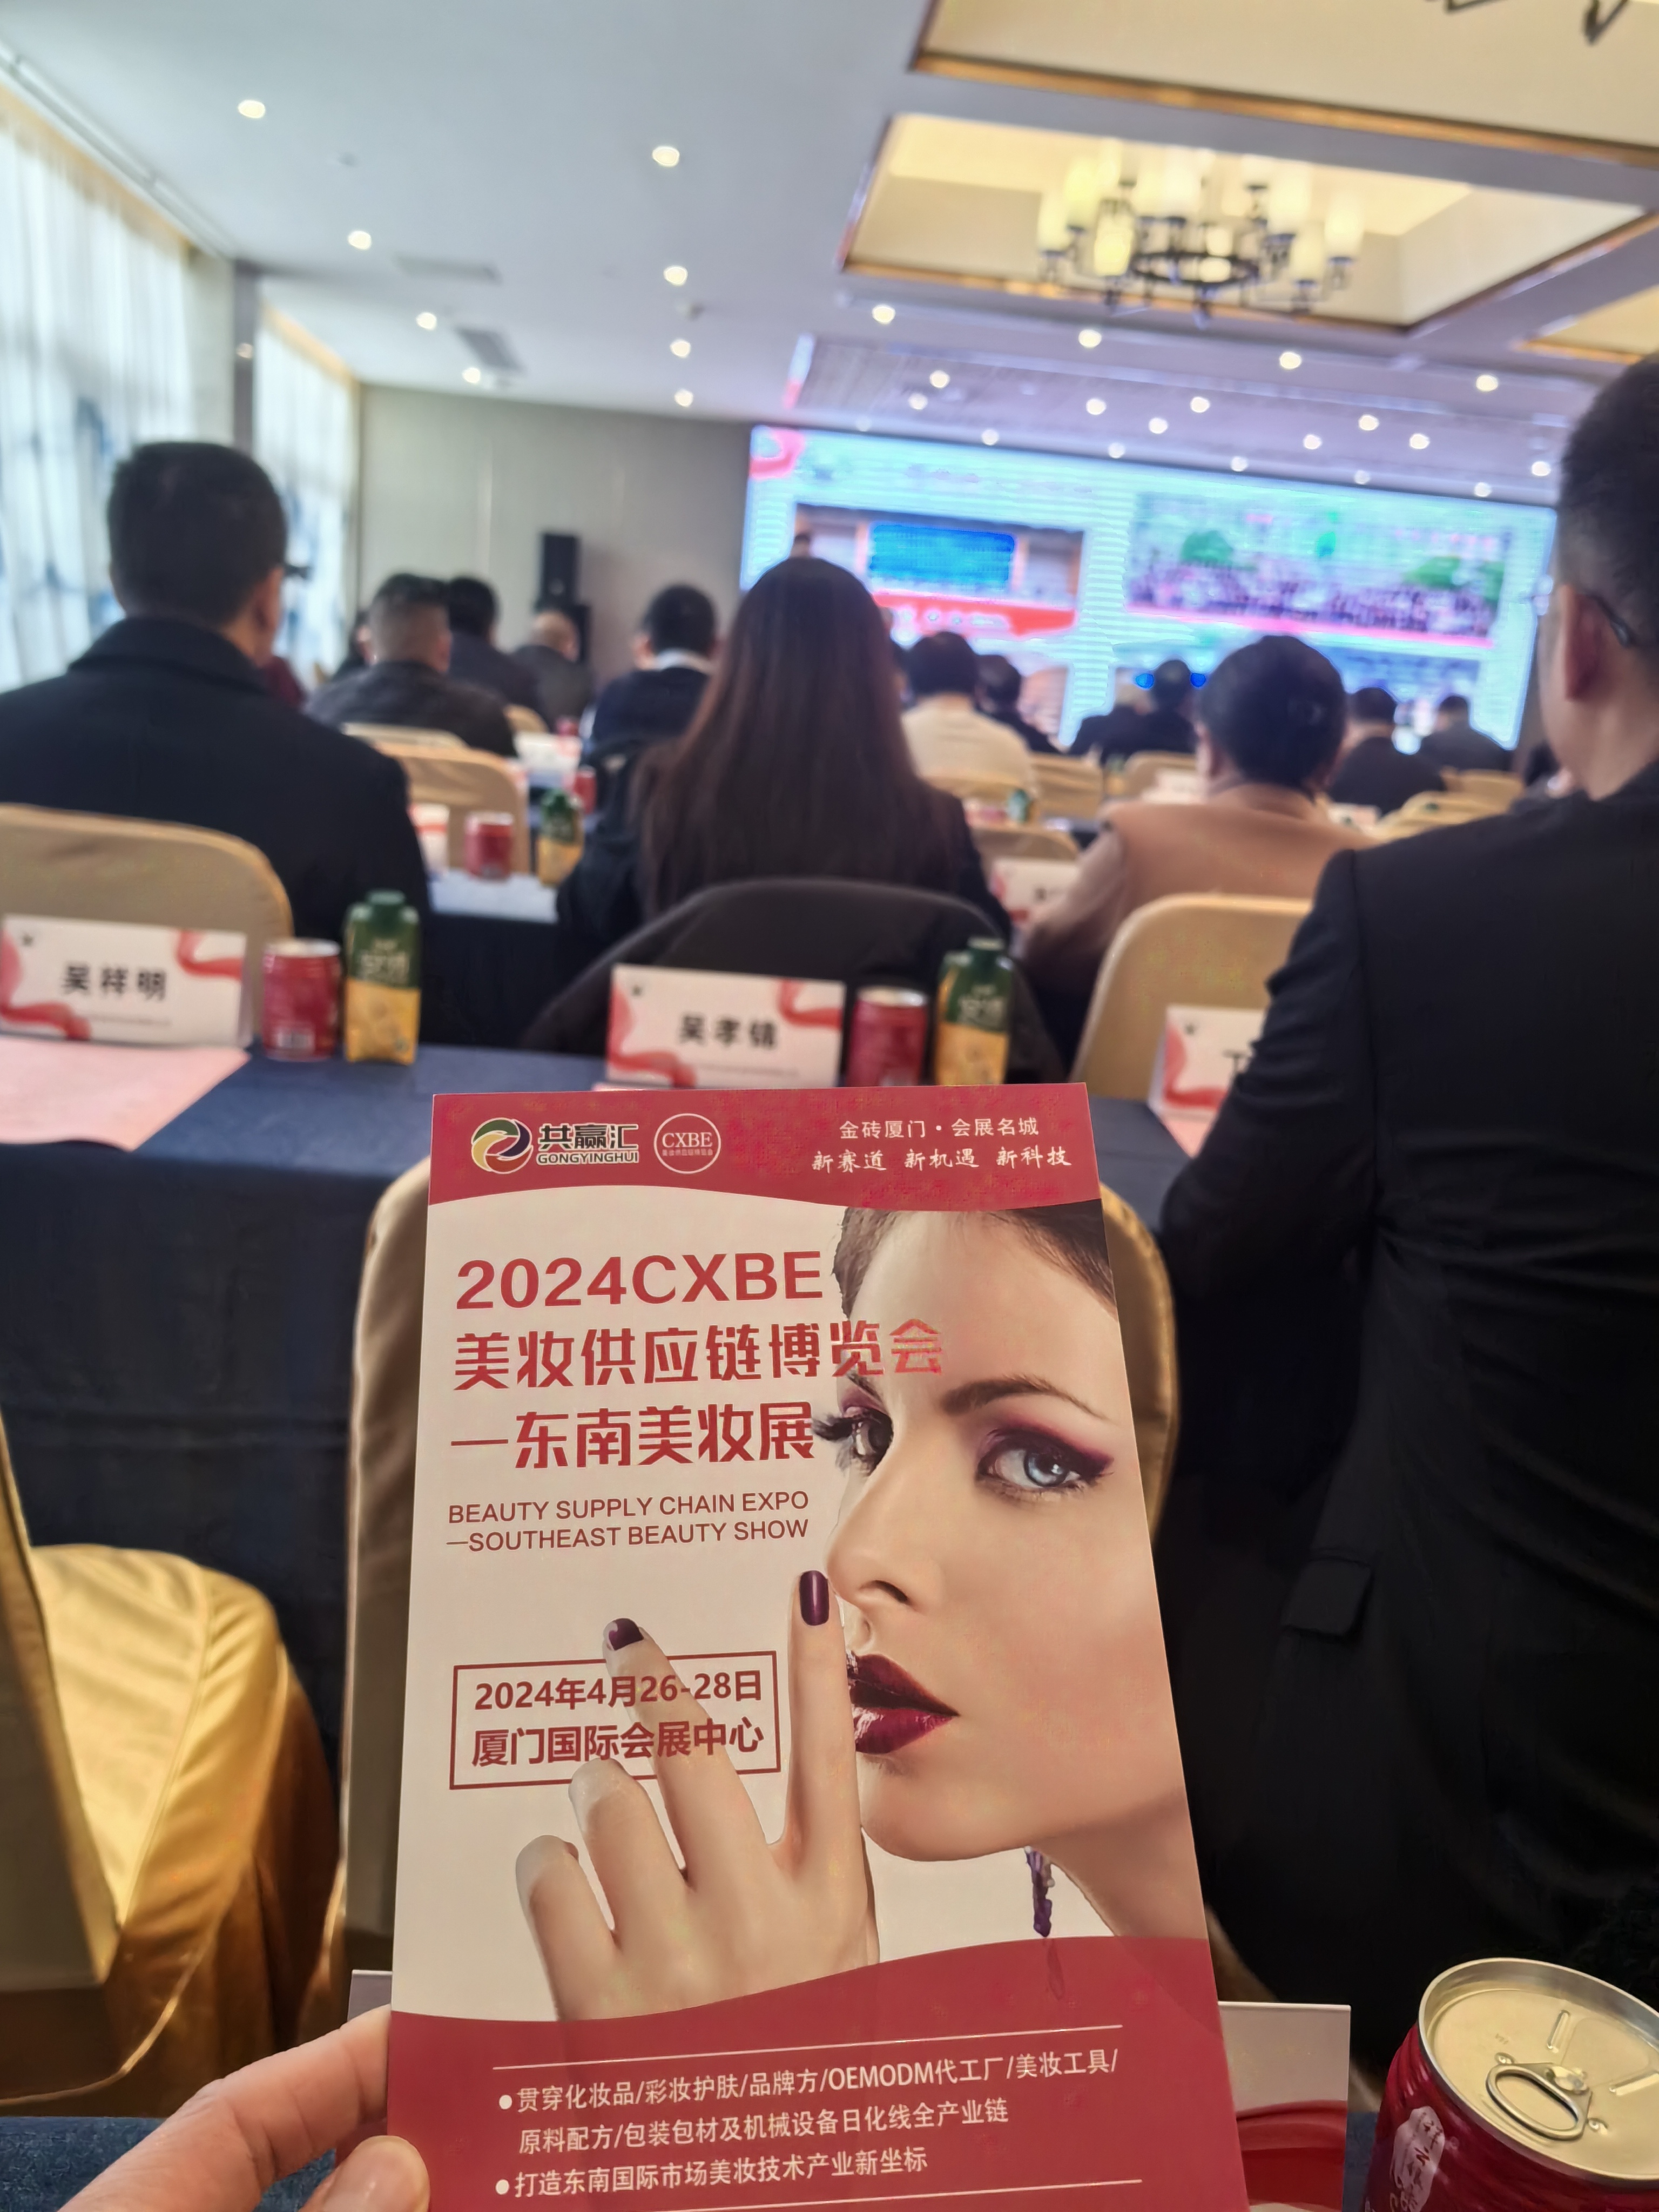 吴祥明
吴孝锦
共赢汇
GONGYINGHUI
CXBE
金砖厦门·会展名城
新赛道 新机遇 新科技
2024CXBE
美妆供应链博览会
—东南美妆展
BEAUTY SUPPLY CHAIN EXPO
—SOUTHEAST BEAUTY SHOW
2024年4月26-28日
厦门国际会展中心
●贯穿化妆品/彩妆护肤/品牌方/OEMODM代工厂/美妆工具/
原料配方/包装包材及机械设备日化线全产业链
●打造东南国际市场美妆技术产业新坐标